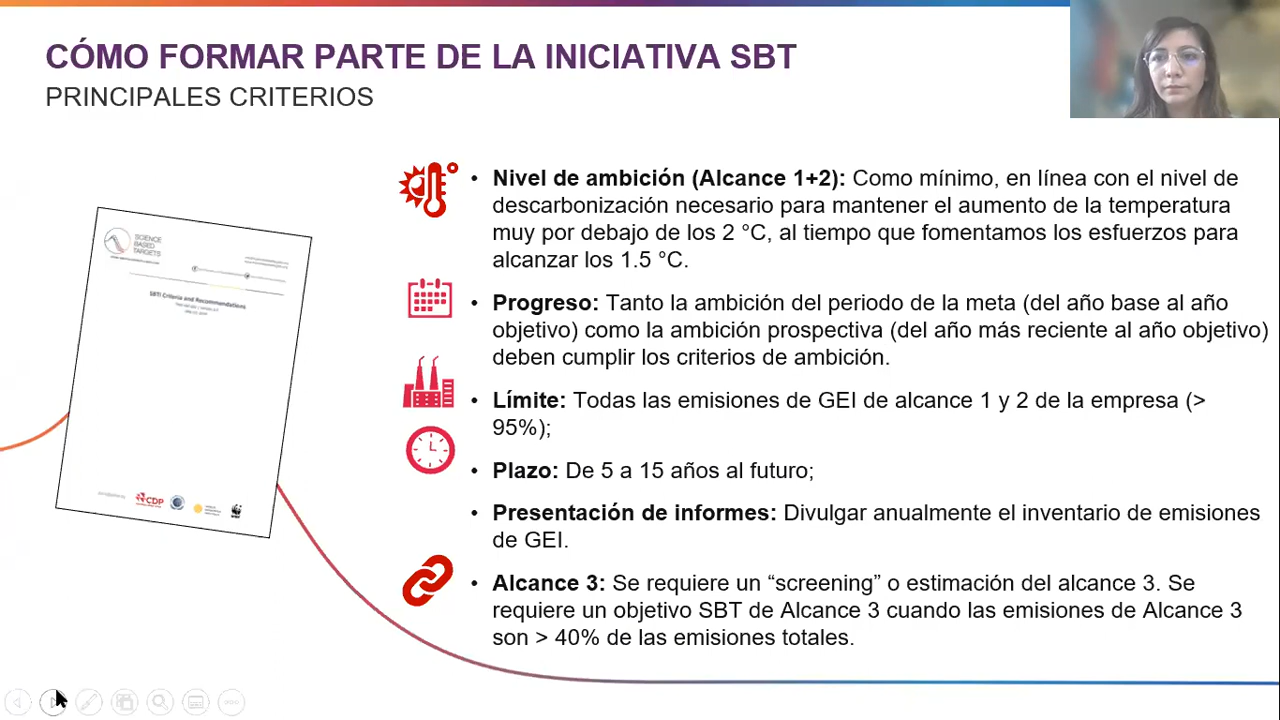 CÓMO FORMAR PARTE DE LA INICIATIVA SBT
PRINCIPALES CRITERIOS
SCIENCE
BASED
TARGETS
SBTi Criteria and Recommendations
CDP
WWF
• Nivel de ambición (Alcance 1+2): Como mínimo, en línea con el nivel de
descarbonización necesario para mantener el aumento de la temperatura
muy por debajo de los 2 °C, al tiempo que fomentamos los esfuerzos para
alcanzar los 1.5 °C.
• Progreso: Tanto la ambición del periodo de la meta (del año base al año
objetivo) como la ambición prospectiva (del año más reciente al año objetivo)
deben cumplir los criterios de ambición.
• Límite: Todas las emisiones de GEI de alcance 1 y 2 de la empresa (>
95%);
• Plazo: De 5 a 15 años al futuro;
• Presentación de informes: Divulgar anualmente el inventario de emisiones
de GEI.
• Alcance 3: Se requiere un “screening” o estimación del alcance 3. Se
requiere un objetivo SBT de Alcance 3 cuando las emisiones de Alcance 3
son > 40% de las emisiones totales.